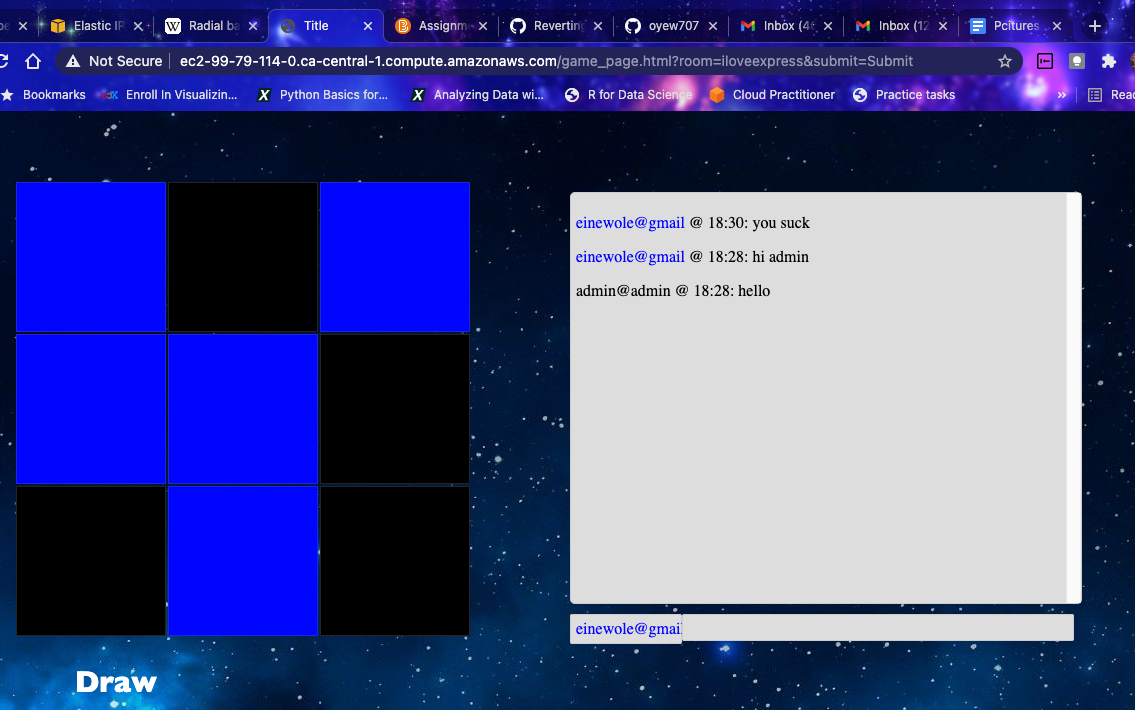 Elastic IP
Radial ba
Title
Assignm
Reverting
oyew707
Inbox (4
Inbox (12
Pcitures
Not Secure
ec2-99-79-114-0.ca-central-1.compute.amazonaws.com/game_page.html?room=iloveexpress&submit=Submit
Bookmarks
Enroll In Visualizin...
Python Basics for...
Analyzing Data wi...
R for Data Science
Cloud Practitioner
Practice tasks
»
Read
einewole@gmail @ 18:30: you suck
einewole@gmail @ 18:28: hi admin
admin@admin @ 18:28: hello
einewole@gmail
Draw